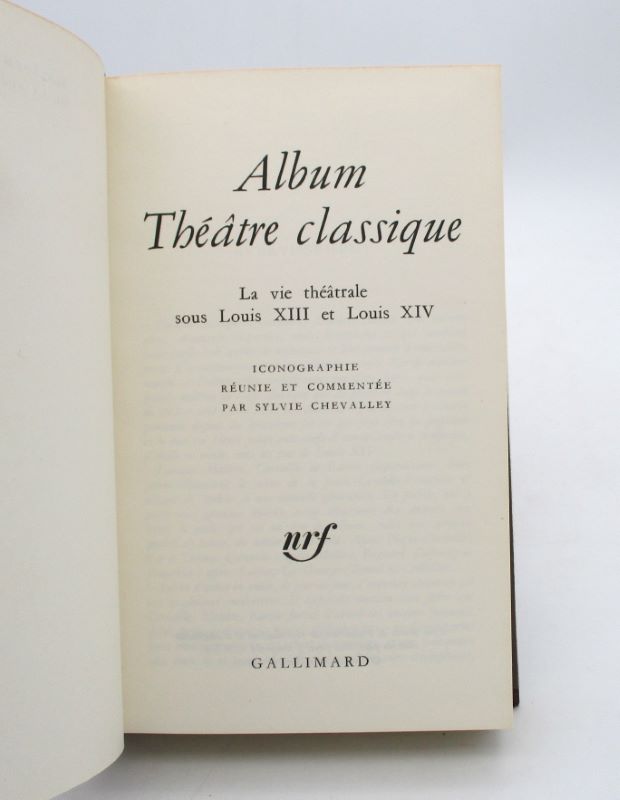 Album
Théâtre classique
La vie théâtrale
sous Louis XIII et Louis XIV
ICONOGRAPHIE
RÉUNIE ET COMMENTÉE
PAR SYLVIE CHEVALLEY
nrf
GALLIMARD